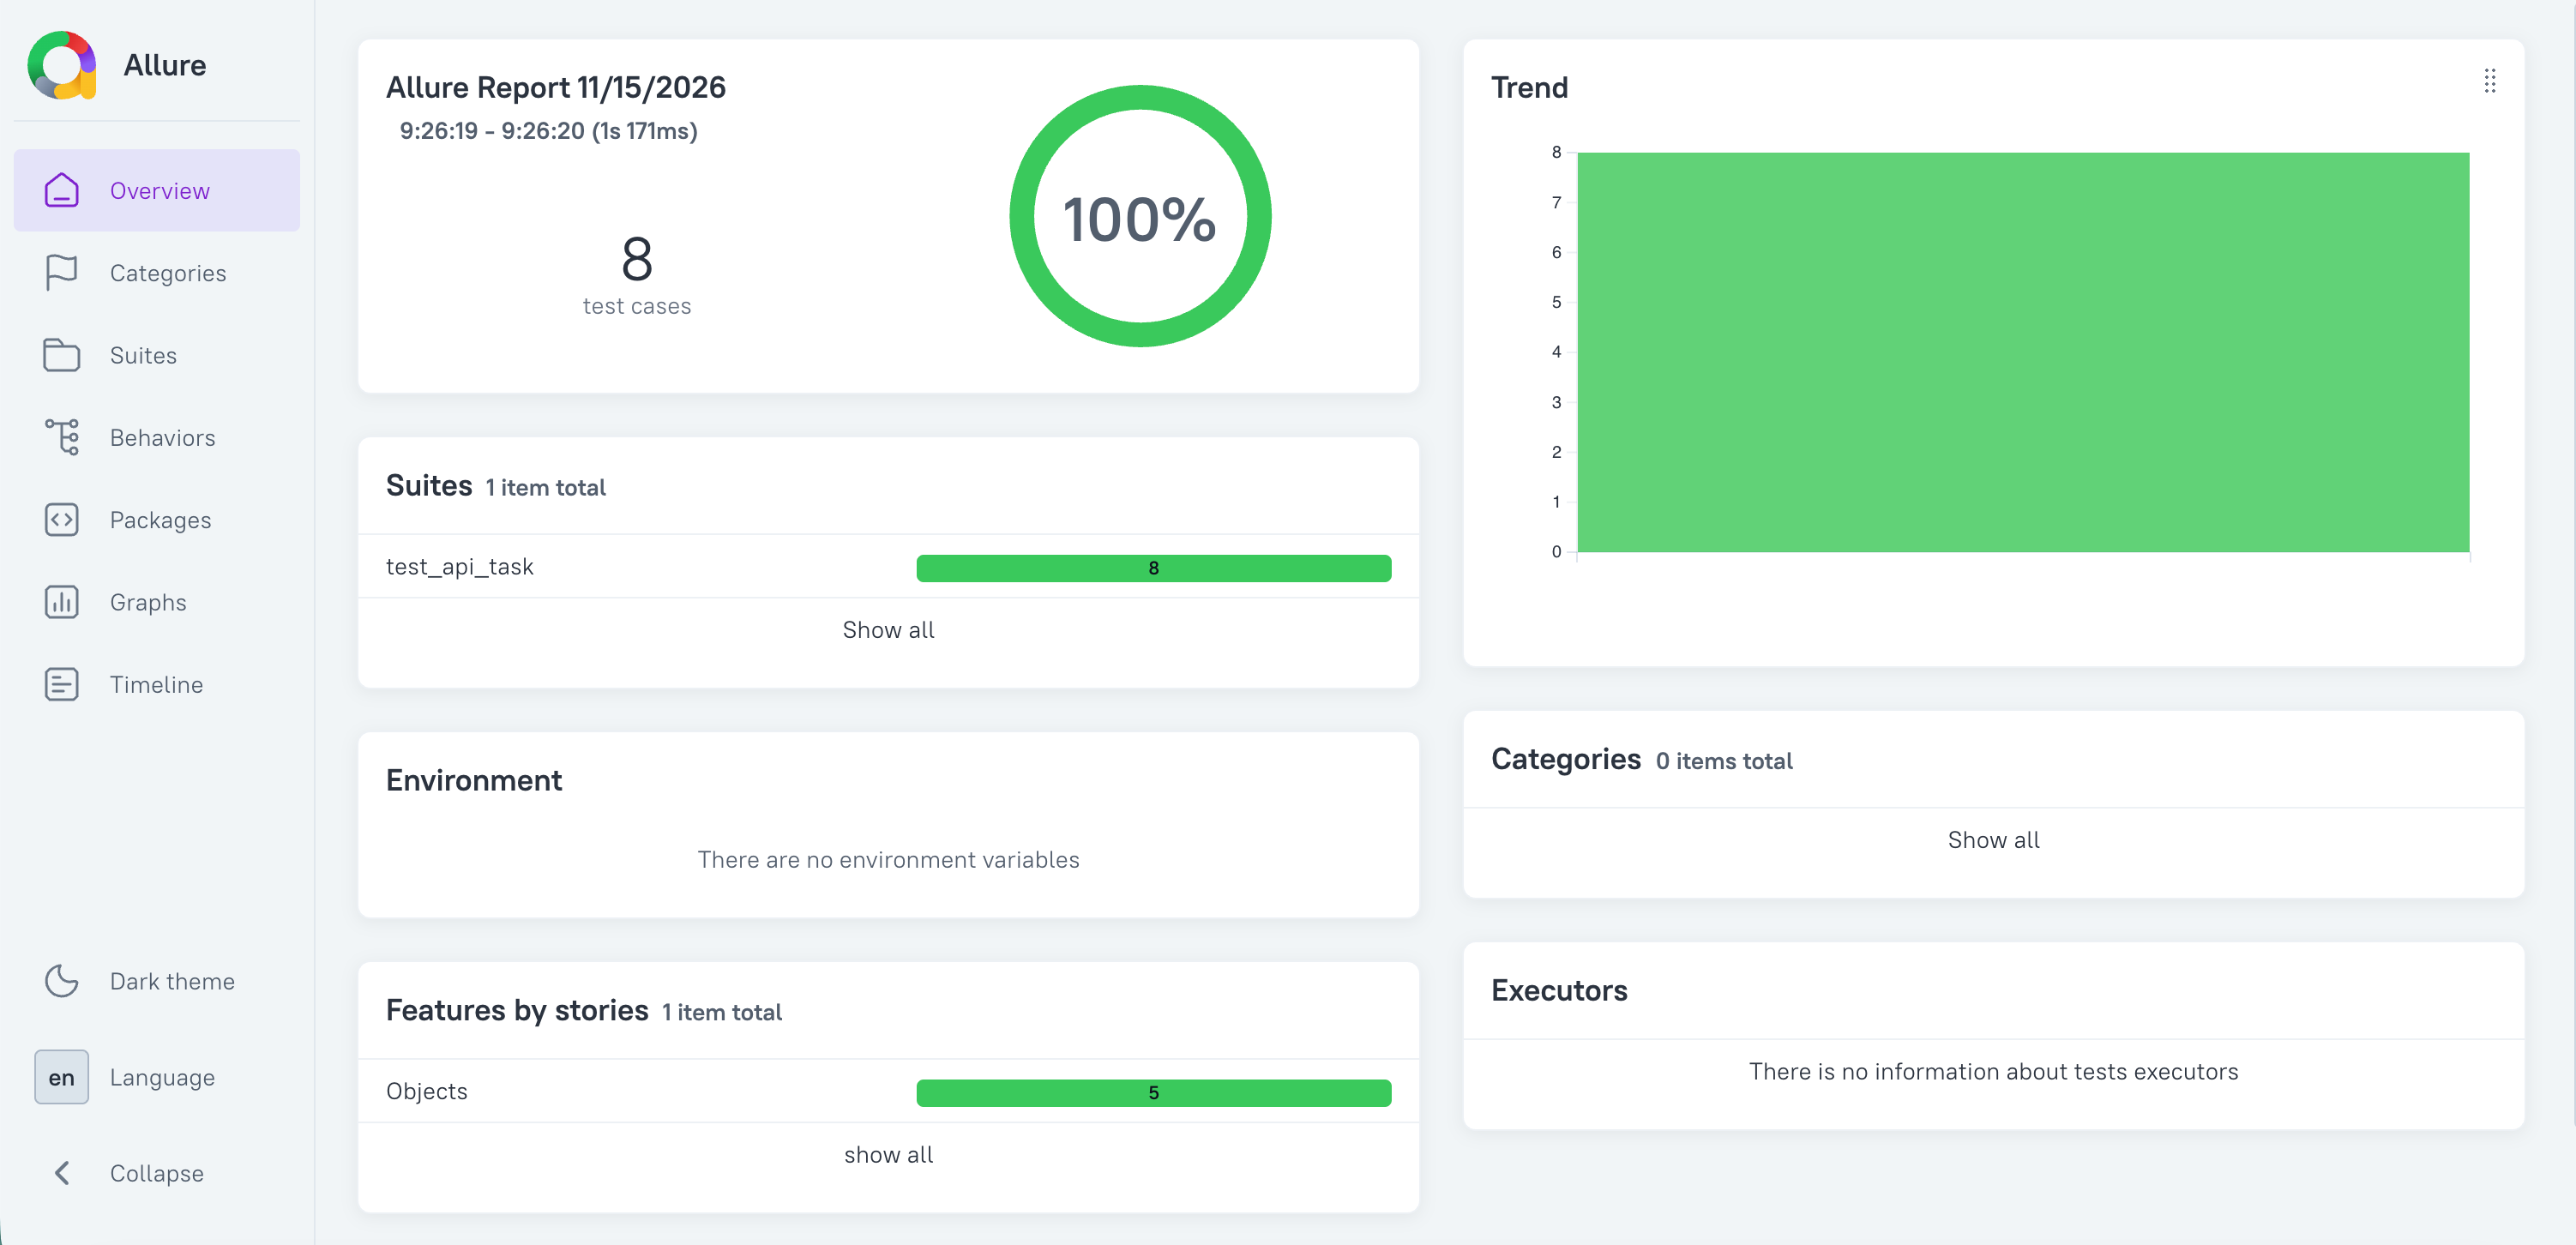 Allure
Overview
Categories
Suites
Behaviors
Packages
Graphs
Timeline
Dark theme
en Language
Collapse
Allure Report 11/15/2026
9:26:19 - 9:26:20 (1s 171ms)
8
test cases
100%
Suites 1 item total
test_api_task 8
Show all
Environment
There are no environment variables
Features by stories 1 item total
Objects 5
show all
Trend
8
7
6
5
4
3
2
1
0
Categories 0 items total
Show all
Executors
There is no information about tests executors